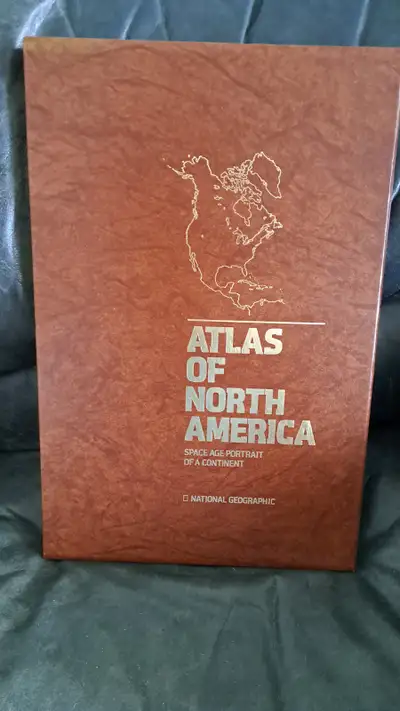 ATLAS
OF
NORTH
AMERICA
SPACE AGE PORTRAIT
OF A CONTINENT
NATIONAL GEOGRAPHIC